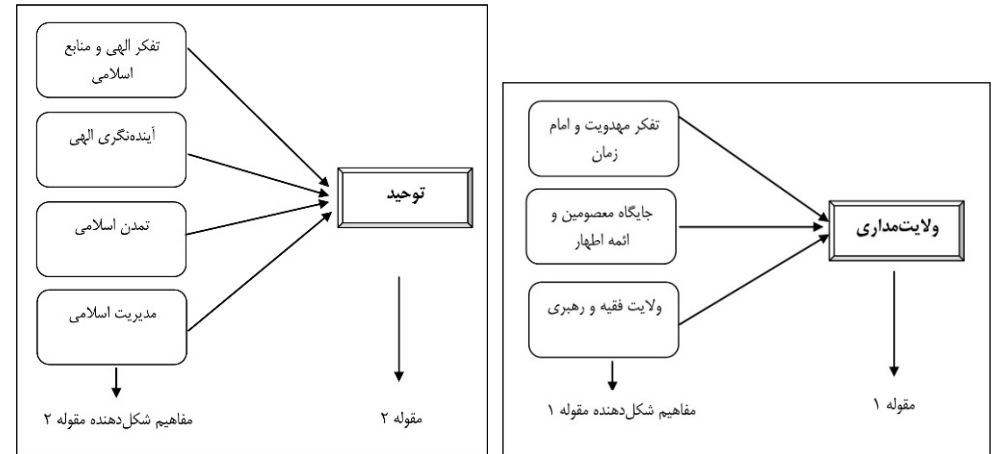 تفکر مهدویت و امام
زمان
جایگاه معصومین و
ائمه اطهار
ولایت فقیه و رهبری
ولایت‌مداری
مفاهیم شکل‌دهنده مقوله ۱
مقوله ۱
تفکر الهی و منابع
اسلامی
آینده‌نگری الهی
تمدن اسلامی
مدیریت اسلامی
توحید
مفاهیم شکل‌دهنده مقوله ۲
مقوله ۲